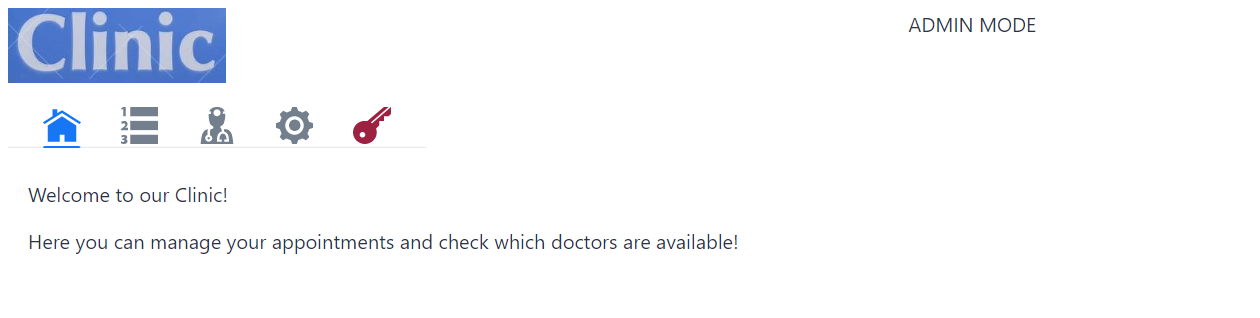 Clinic
ADMIN MODE
1
2
3
Welcome to our Clinic!
Here you can manage your appointments and check which doctors are available!